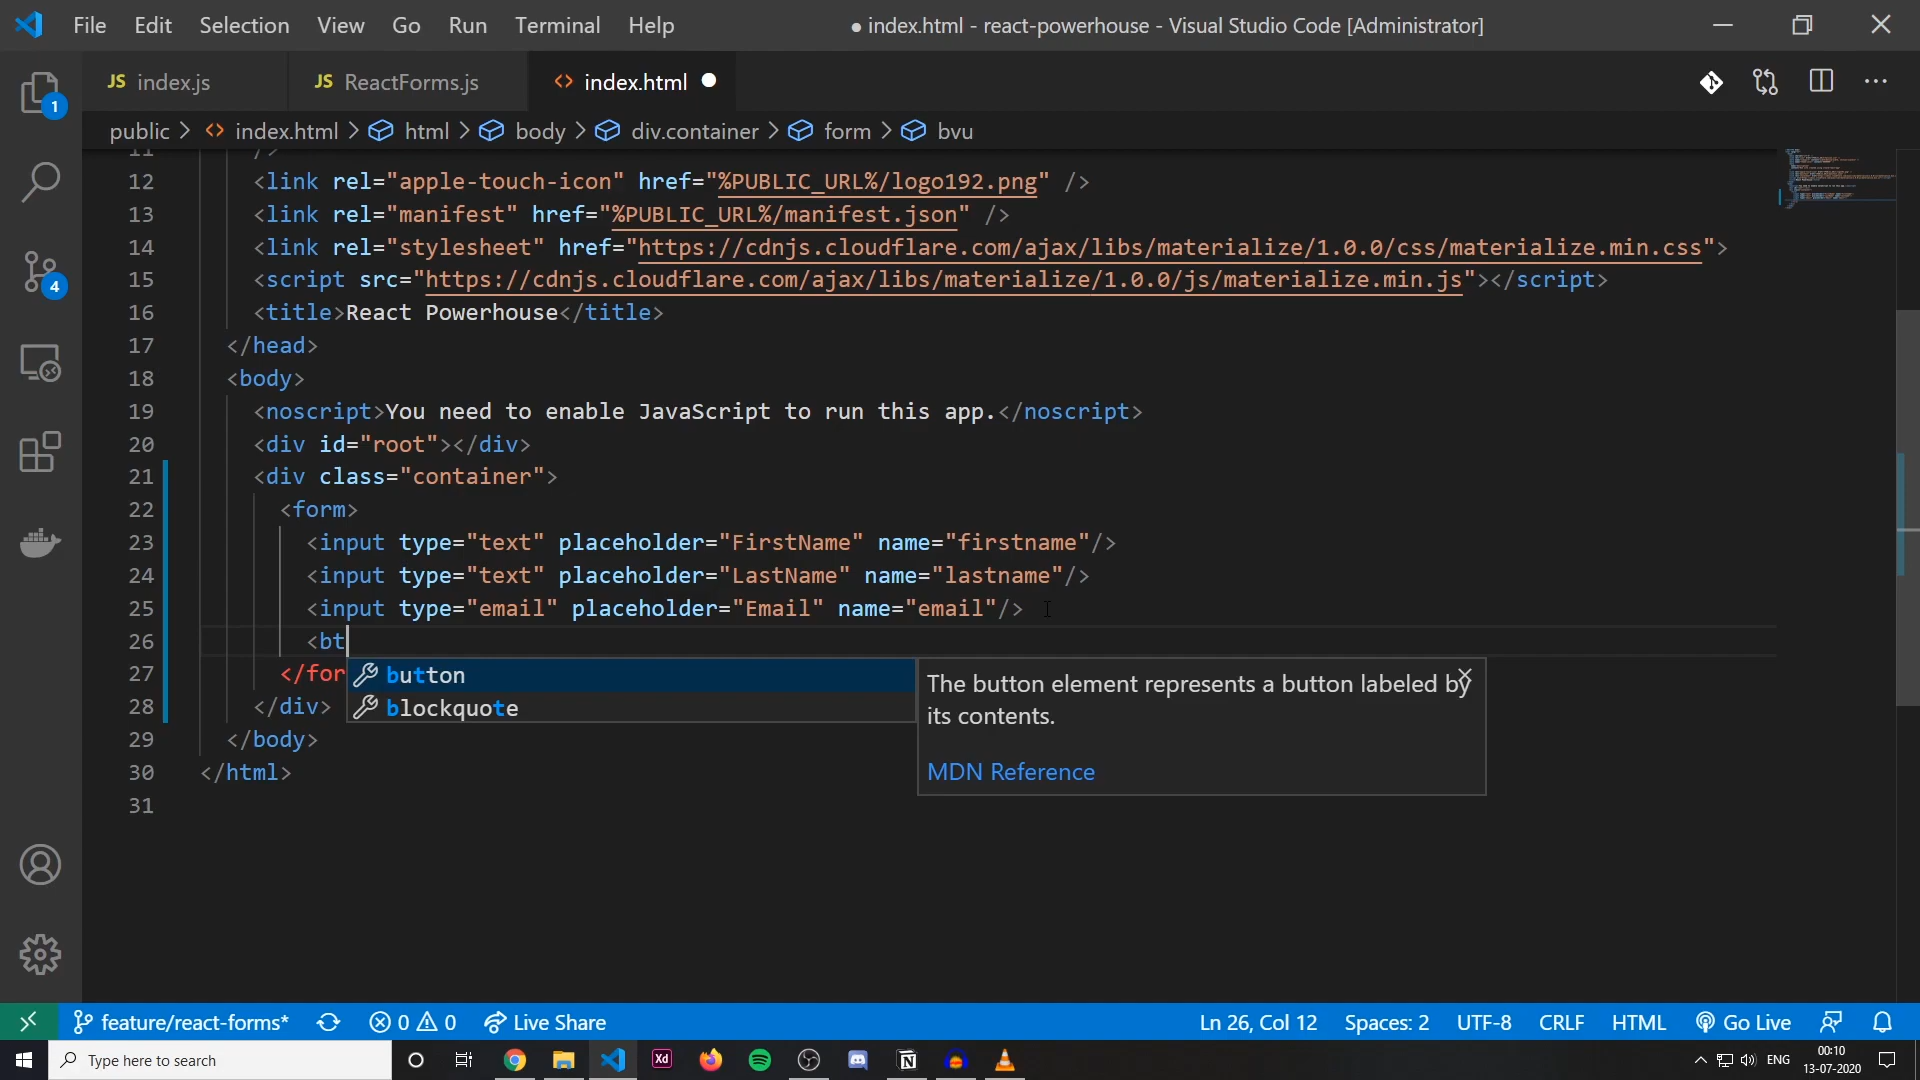 File Edit Selection View Go Run Terminal Help
● index.html - react-powerhouse - Visual Studio Code [Administrator]
JS index.js
JS ReactForms.js
<> index.html
public > <> index.html > html > body > div.container > form > bvu
11 />
12 <link rel="apple-touch-icon" href="%PUBLIC_URL%/logo192.png" />
13 <link rel="manifest" href="%PUBLIC_URL%/manifest.json" />
14 <link rel="stylesheet" href="https://cdnjs.cloudflare.com/ajax/libs/materialize/1.0.0/css/materialize.min.css">
15 <script src="https://cdnjs.cloudflare.com/ajax/libs/materialize/1.0.0/js/materialize.min.js"></script>
16 <title>React Powerhouse</title>
17 </head>
18 <body>
19 <noscript>You need to enable JavaScript to run this app.</noscript>
20 <div id="root"></div>
21 <div class="container">
22 <form>
23 <input type="text" placeholder="FirstName" name="firstname"/>
24 <input type="text" placeholder="LastName" name="lastname"/>
25 <input type="email" placeholder="Email" name="email"/>
26 <bt
27 </for
28 </div>
29 </body>
30 </html>
31
button
blockquote
The button element represents a button labeled by
its contents.
MDN Reference
1
4
feature/react-forms* 0 0 Live Share
Ln 26, Col 12 Spaces: 2 UTF-8 CRLF HTML Go Live
Type here to search
Xd
N
ENG
00:10
13-07-2020